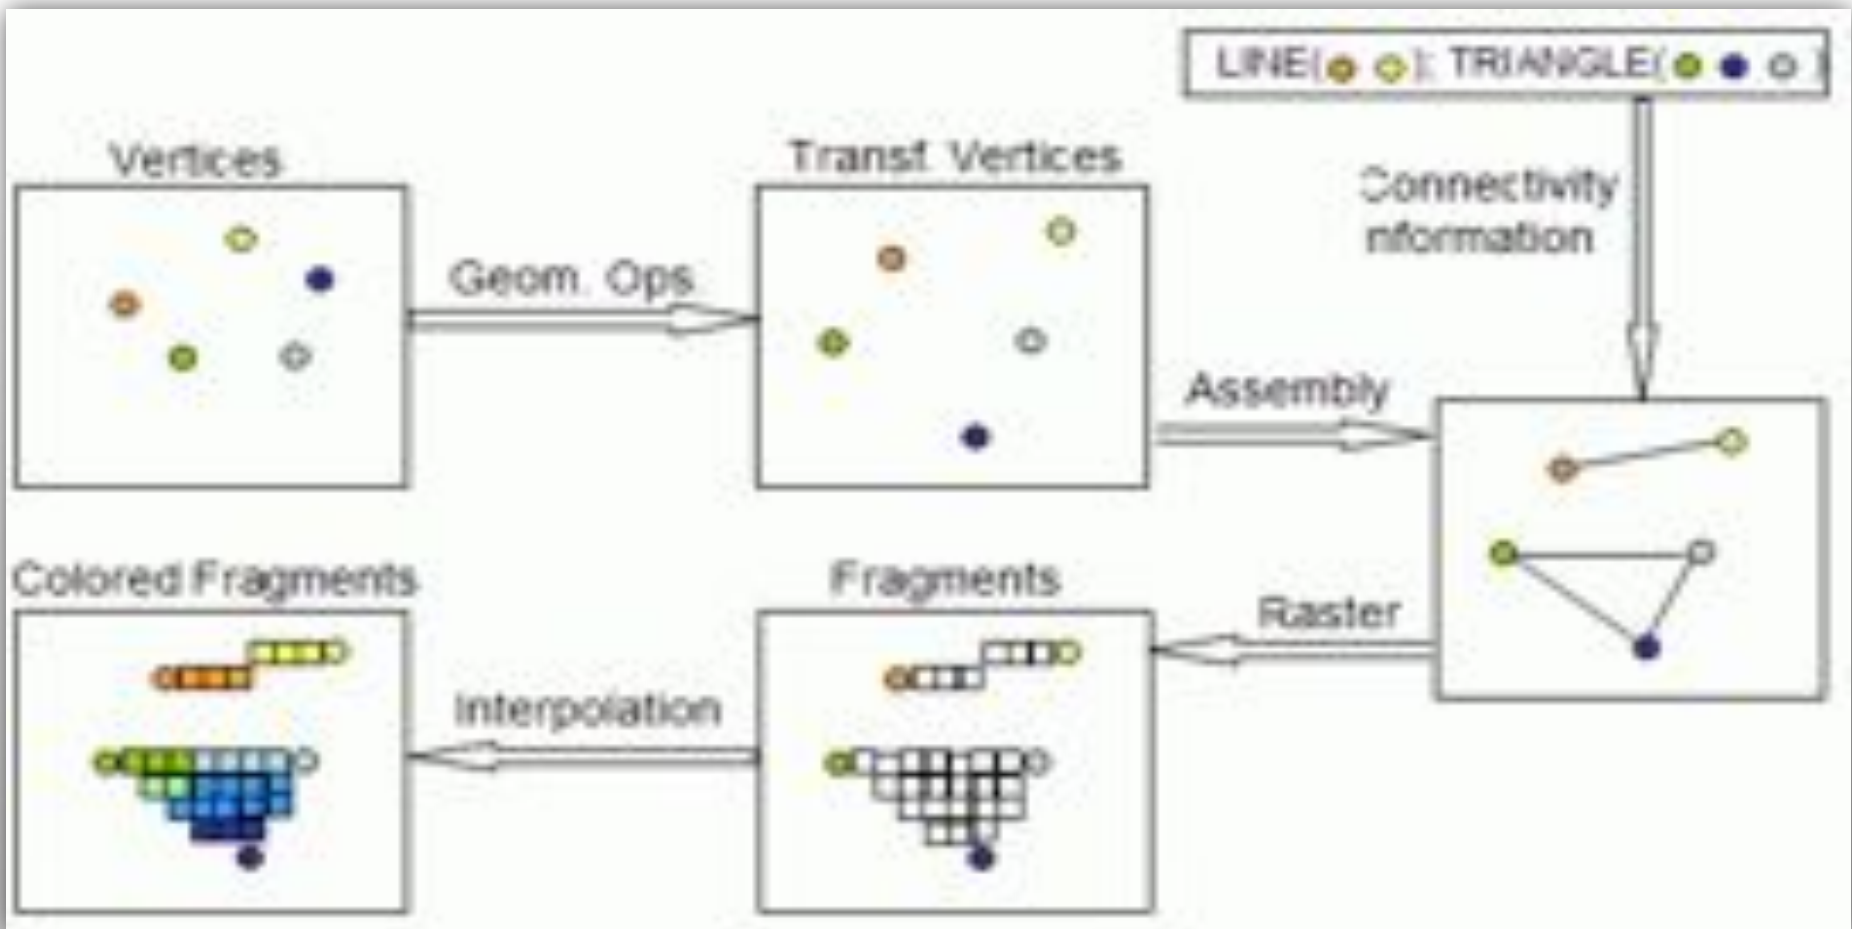 LINE( ); TRIANGLE( )
Vertices
Transf. Vertices
Connectivity
nformation
Geom. Ops.
Assembly
Colored Fragments
Fragments
Raster
Interpolation